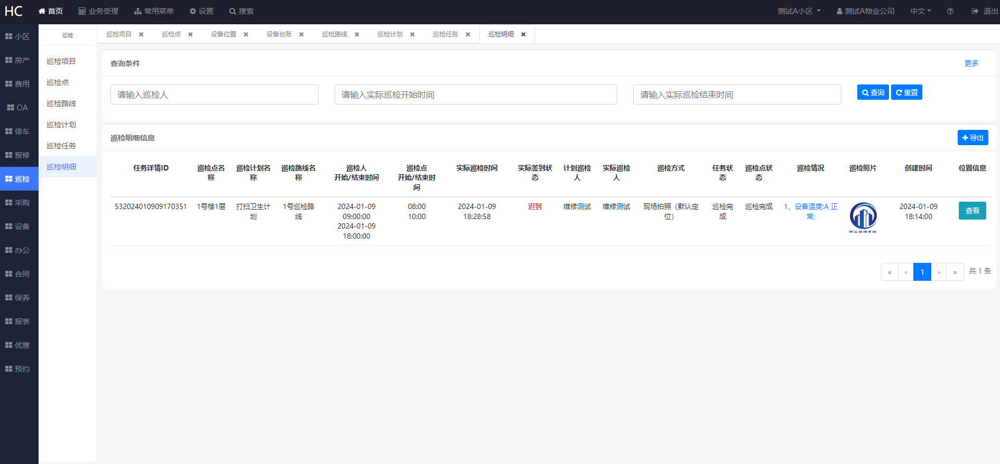 HC 首页 业务受理 常用菜单 设置 搜索 测试A小区 测试A物业公司 中文 退出
小区
房产
费用
OA
停车
报修
巡检
采购
设备
办公
合同
保养
报表
优惠
预约
巡检
巡检项目
巡检点
巡检路线
巡检计划
巡检任务
巡检明细
巡检项目 ✖ 巡检点 ✖ 设备位置 ✖ 设备台账 ✖ 巡检路线 ✖ 巡检计划 ✖ 巡检任务 ✖ 巡检明细 ✖
查询条件 更多
请输入巡检人 请输入实际巡检开始时间 请输入实际巡检结束时间 查询 重置
巡检明细信息 导出
任务详情ID
巡检点名
称
巡检计划名
称
巡检路线名
称
巡检人
开始/结束时间
巡检点
开始/结束时
间
实际巡检时间
实际签到状
态
计划巡检
人
实际巡检
人
巡检方式
任务状
态
巡检点状
态
巡检情况
巡检照片
创建时间
位置信息
532024010909170351
1号楼1层
打扫卫生计
划
1号巡检路
线
2024-01-09
09:00:00
2024-01-09
18:00:00
08:00
10:00
2024-01-09
18:28:58
迟到
维修测试
维修测试
现场拍照（默认定
位）
巡检完
成
巡检完成
1、设备温度:A 正
常;
2024-01-09
18:14:00
查看
« ‹ 1 › » 共 1 条